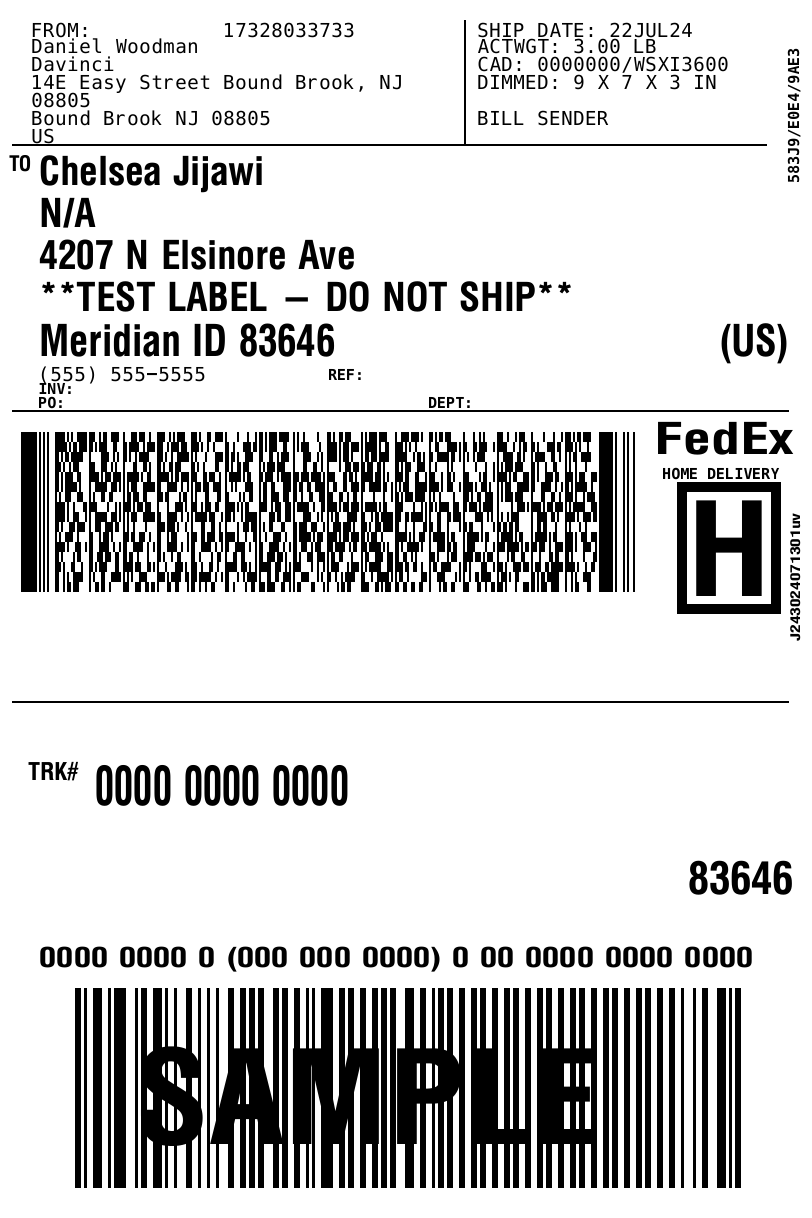 FROM: 17328033733
Daniel Woodman
Davinci
14E Easy Street Bound Brook, NJ
08805
Bound Brook NJ 08805
US
SHIP DATE: 22JUL24
ACTWGT: 3.00 LB
CAD: 0000000/WSXI3600
DIMMED: 9 X 7 X 3 IN
BILL SENDER
583J9/E0E4/9AE3
TO Chelsea Jijawi
N/A
4207 N Elsinore Ave
**TEST LABEL – DO NOT SHIP**
Meridian ID 83646 (US)
(555) 555-5555 REF:
INV:
PO: DEPT:
FedEx
HOME DELIVERY
H
J243024071301uv
TRK# 0000 0000 0000
83646
0000 0000 0 (000 000 0000) 0 00 0000 0000 0000
SAMPLE